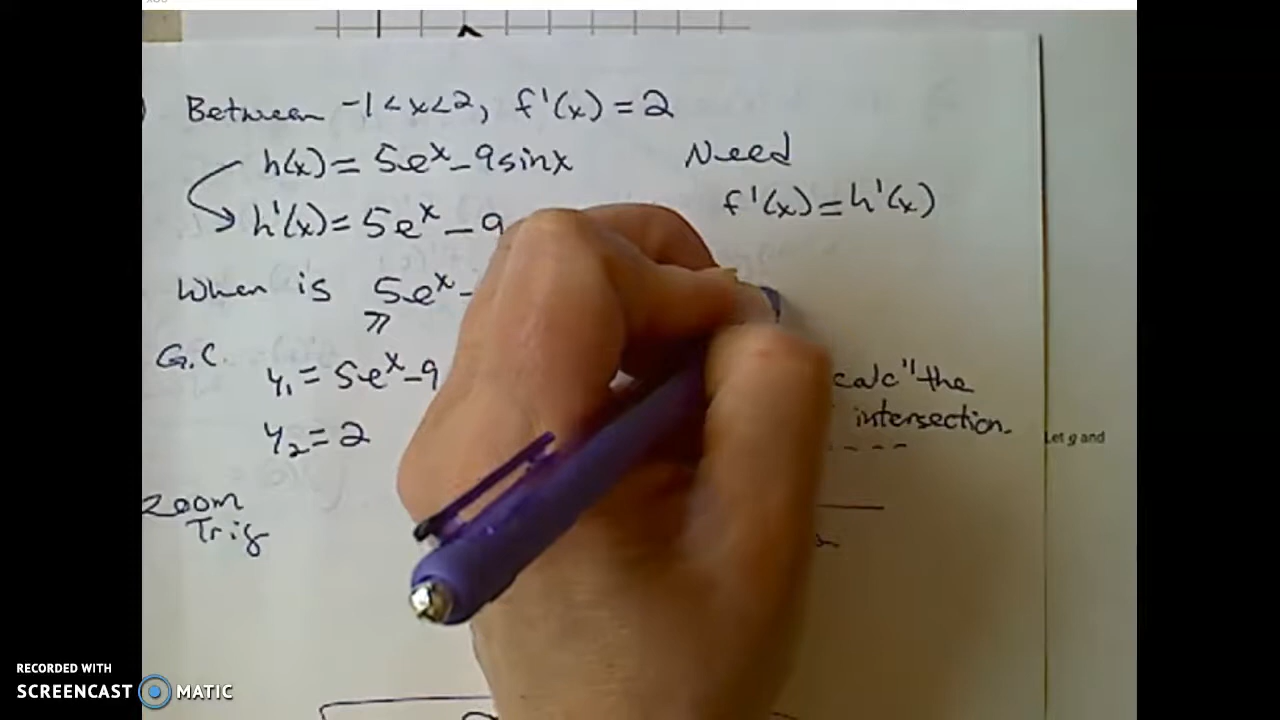 Between -1<x<2, f'(x) = 2
h(x) = 5e^x - 9sinx
Need
f'(x) = h'(x)
h'(x) = 5e^x - 9
When is 5e^x -
G.C.
y₁ = 5e^x - 9
calc" the
intersection.
y₂ = 2
Let g and
Zoom
Trig
RECORDED WITH
SCREENCAST MATIC